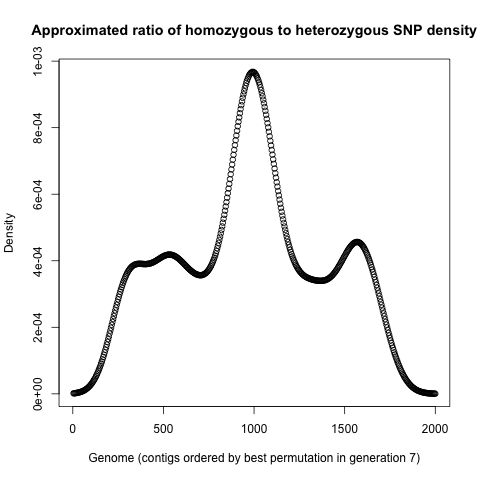 Approximated ratio of homozygous to heterozygous SNP density
1e-03
8e-04
6e-04
4e-04
2e-04
0e+00
Density
0 500 1000 1500 2000
Genome (contigs ordered by best permutation in generation 7)